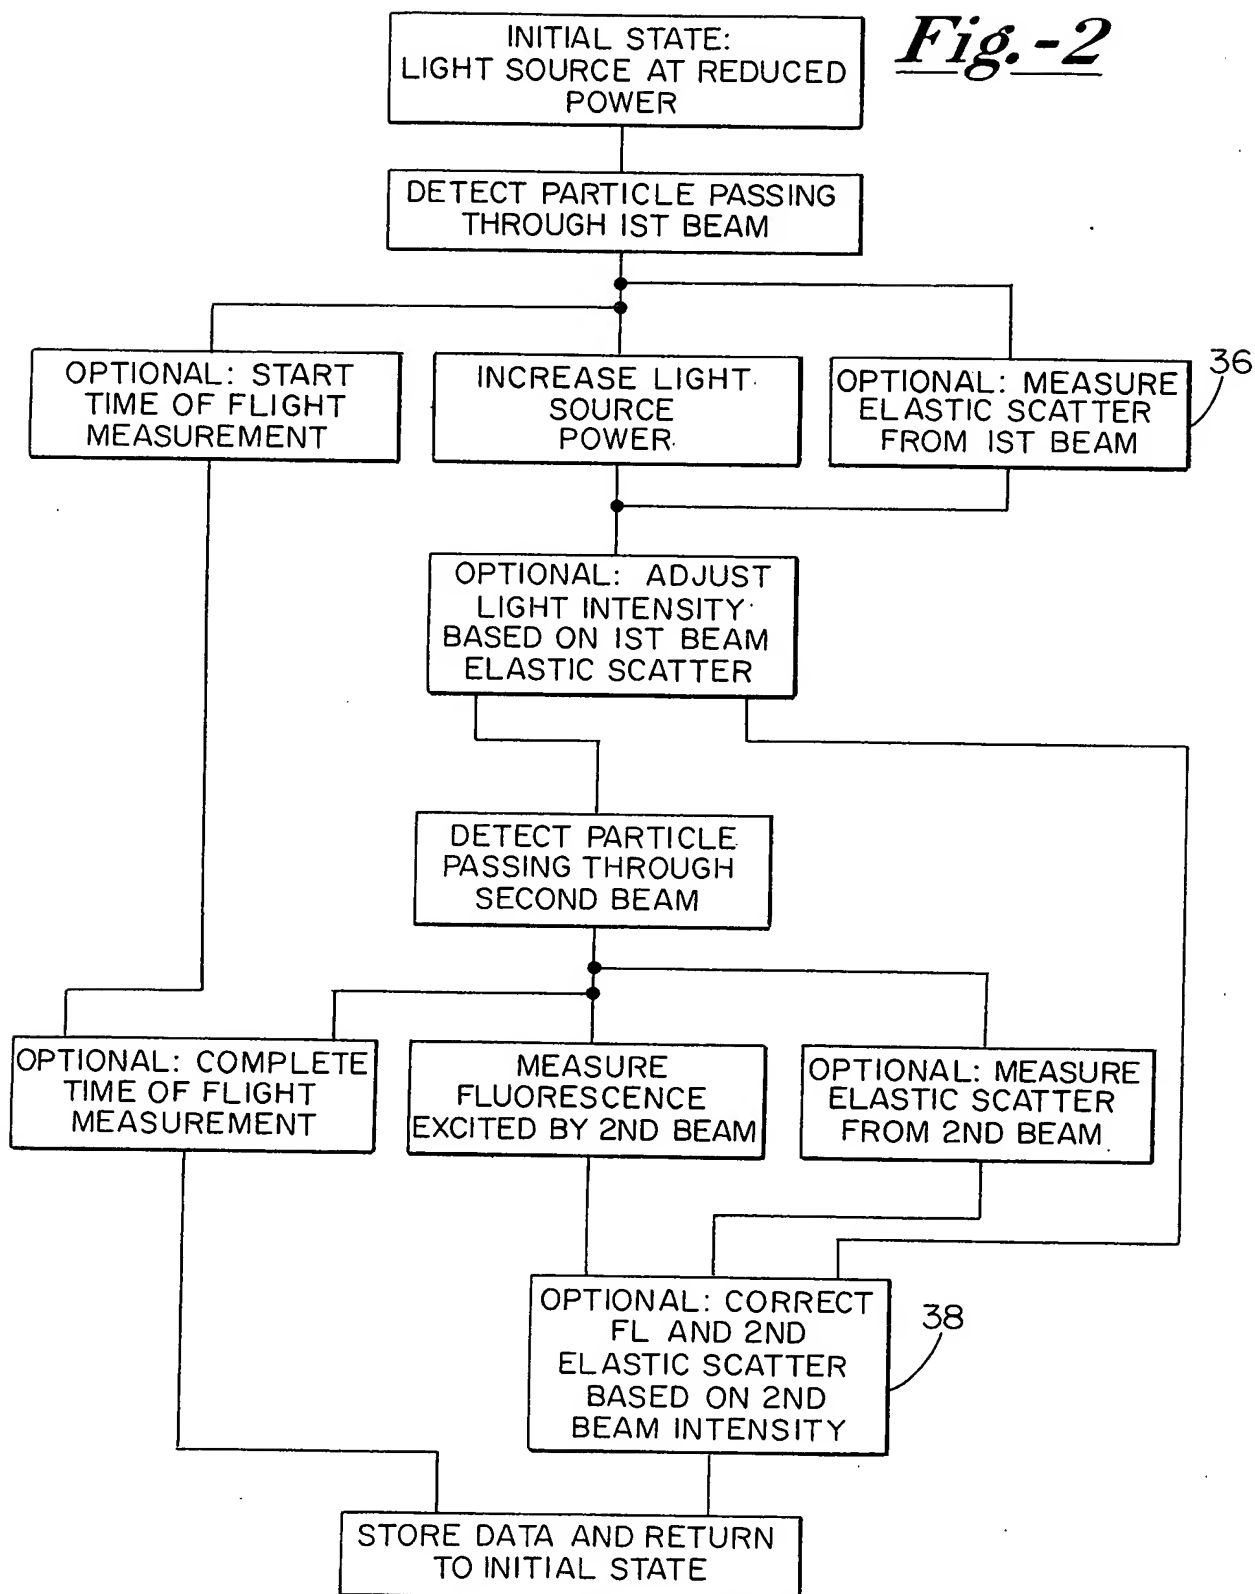 Fig.-2
INITIAL STATE:
LIGHT SOURCE AT REDUCED
POWER
DETECT PARTICLE PASSING
THROUGH 1ST BEAM
OPTIONAL: START
TIME OF FLIGHT
MEASUREMENT
INCREASE LIGHT
SOURCE
POWER
OPTIONAL: MEASURE
ELASTIC SCATTER
FROM 1ST BEAM
36
OPTIONAL: ADJUST
LIGHT INTENSITY
BASED ON 1ST BEAM
ELASTIC SCATTER
DETECT PARTICLE
PASSING THROUGH
SECOND BEAM
OPTIONAL: COMPLETE
TIME OF FLIGHT
MEASUREMENT
MEASURE
FLUORESCENCE
EXCITED BY 2ND BEAM
OPTIONAL: MEASURE
ELASTIC SCATTER
FROM 2ND BEAM
OPTIONAL: CORRECT
FL AND 2ND
ELASTIC SCATTER
BASED ON 2ND
BEAM INTENSITY
38
STORE DATA AND RETURN
TO INITIAL STATE